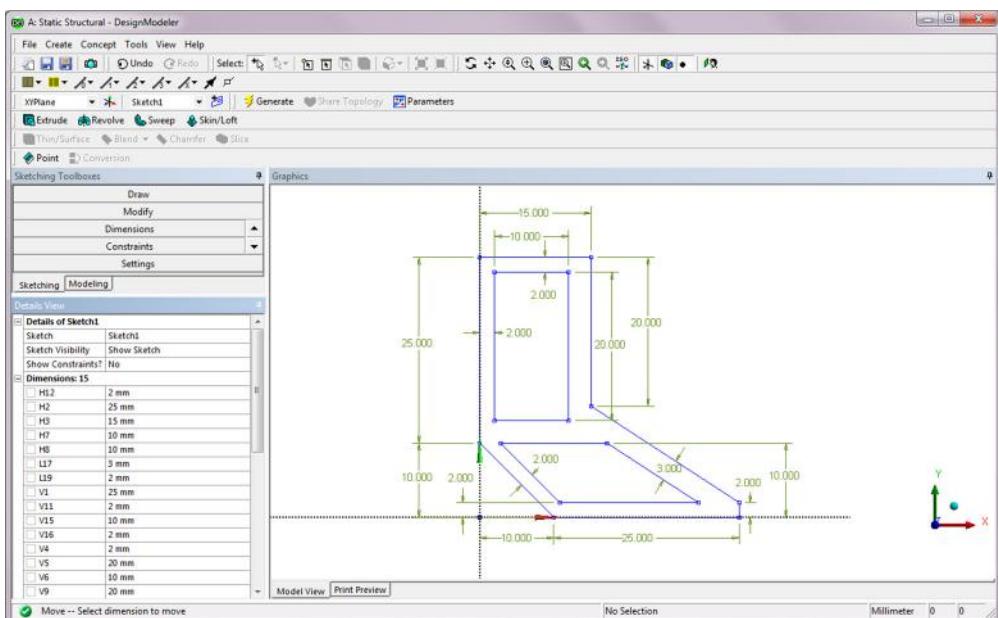 A: Static Structural - DesignModeler
File Create Concept Tools View Help
Undo Redo Select:
XYPlane Sketch1 Generate Share Topology Parameters
Extrude Revolve Sweep Skin/Loft
Thin/Surface Blend Chamfer Slice
Point Conversion
Sketching Toolboxes
Draw
Modify
Dimensions
Constraints
Settings
Sketching Modeling
Details View
Details of Sketch1
Sketch Sketch1
Sketch Visibility Show Sketch
Show Constraints? No
Dimensions: 15
H12 2 mm
H2 25 mm
H3 15 mm
H7 10 mm
H8 10 mm
L17 3 mm
L19 2 mm
V1 25 mm
V11 2 mm
V15 10 mm
V16 2 mm
V4 2 mm
V5 20 mm
V6 10 mm
V9 20 mm
Graphics
15.000
10.000
2.000
20.000
2.000
25.000
20.000
2.000
3.000
10.000
2.000
2.000
10.000
10.000
25.000
Y
X
Model View Print Preview
Move -- Select dimension to move No Selection Millimeter 0 0